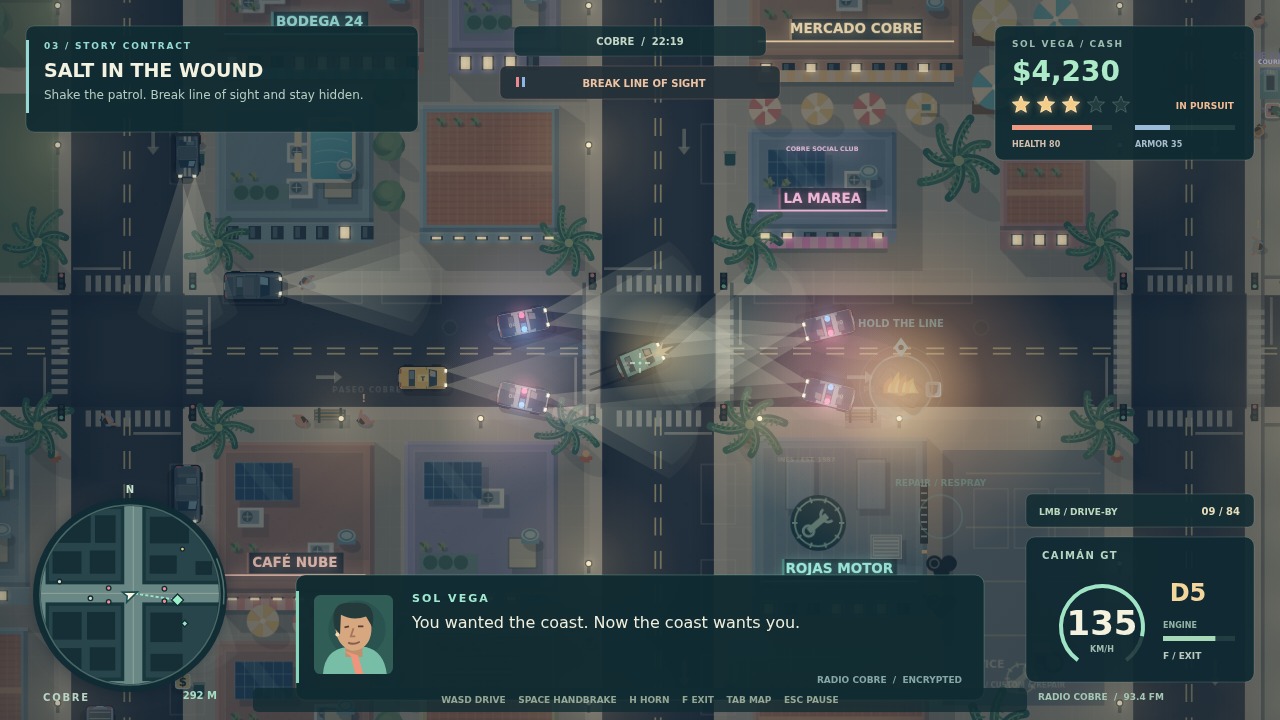 BODEGA 24
MERCADO COBRE
03 / STORY CONTRACT
SALT IN THE WOUND
Shake the patrol. Break line of sight and stay hidden.
COBRE / 22:19
BREAK LINE OF SIGHT
SOL VEGA / CASH
$4,230
IN PURSUIT
HEALTH 80
ARMOR 35
COBRE SOCIAL CLUB
LA MAREA
HOLD THE LINE
PASEO COBRE
!
T
REPAIR / RESPRAY
N
CAFÉ NUBE
ROJAS MOTOR
LMB / DRIVE-BY
09 / 84
CAIMÁN GT
135
KM/H
D5
ENGINE
F / EXIT
SOL VEGA
You wanted the coast. Now the coast wants you.
RADIO COBRE / ENCRYPTED
COBRE
S
292 M
WASD DRIVE SPACE HANDBRAKE H HORN F EXIT TAB MAP ESC PAUSE
RADIO COBRE / 93.4 FM